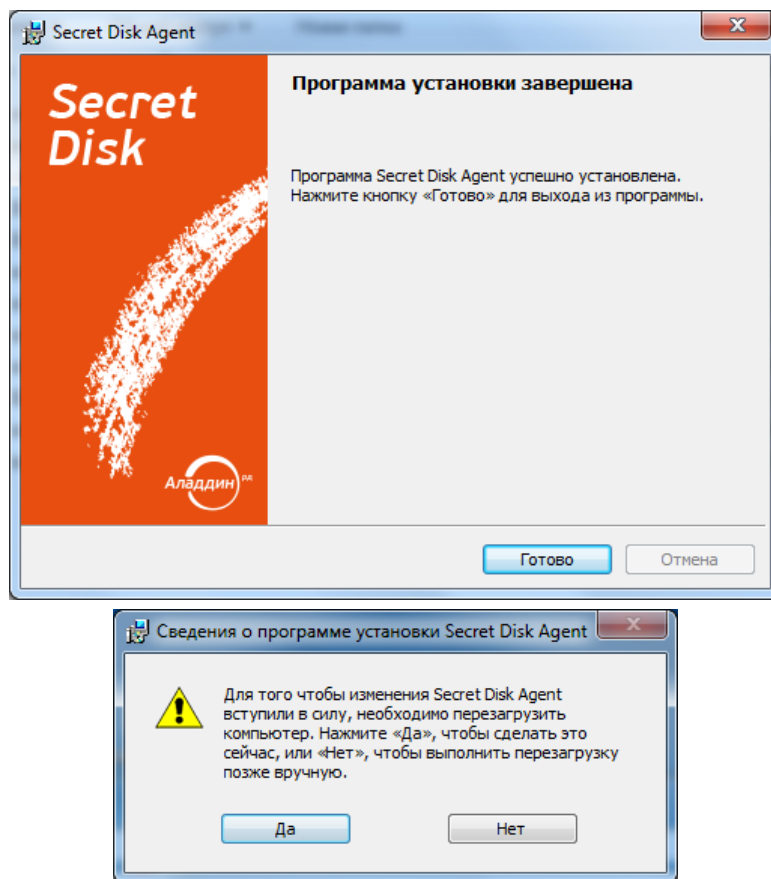 Secret Disk Agent
Secret
Disk
Программа установки завершена
Программа Secret Disk Agent успешно установлена.
Нажмите кнопку «Готово» для выхода из программы.
Аладдин РД
Готово
Отмена
Сведения о программе установки Secret Disk Agent
Для того чтобы изменения Secret Disk Agent
вступили в силу, необходимо перезагрузить
компьютер. Нажмите «Да», чтобы сделать это
сейчас, или «Нет», чтобы выполнить перезагрузку
позже вручную.
Да
Нет